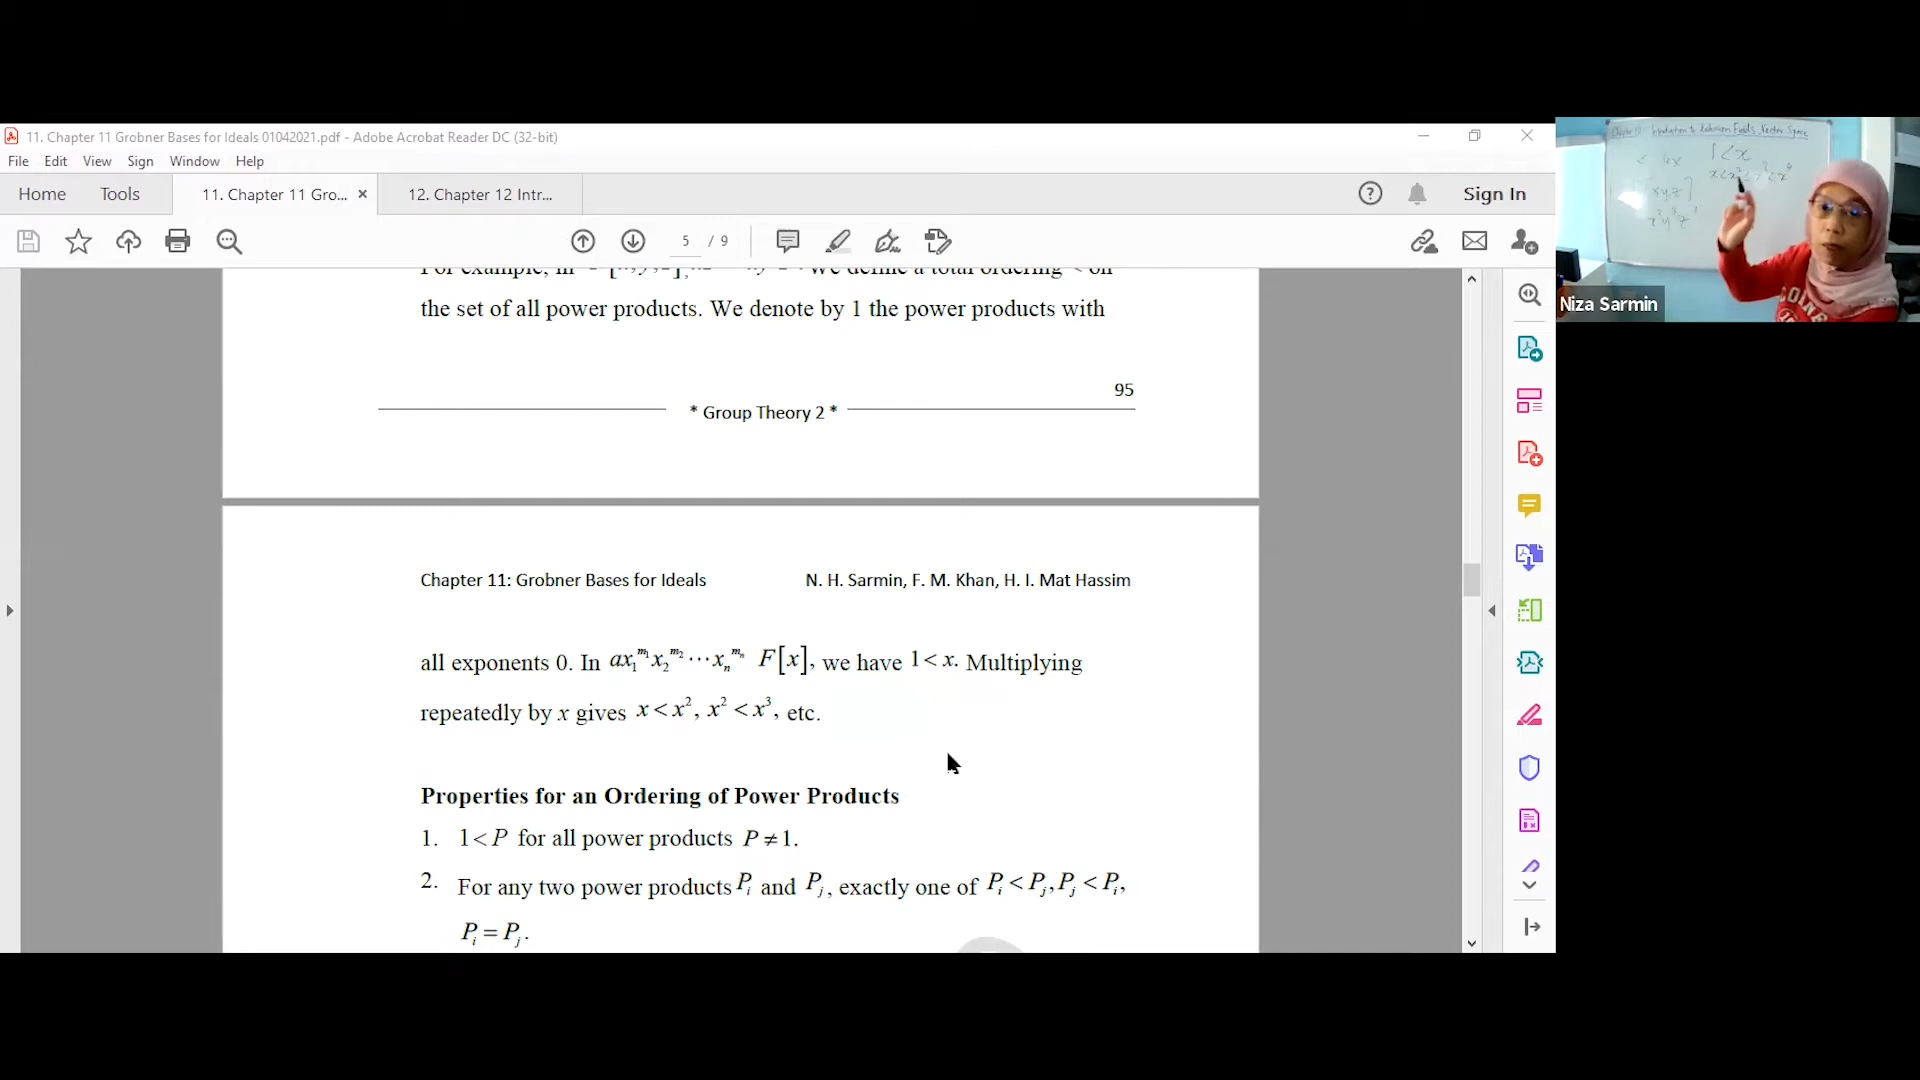 11. Chapter 11 Grobner Bases for Ideals 01042021.pdf - Adobe Acrobat Reader DC (32-bit)
File Edit View Sign Window Help
Home Tools 11. Chapter 11 Gro... × 12. Chapter 12 Intr... Sign In
5 / 9
the set of all power products. We denote by 1 the power products with
95
* Group Theory 2 *
Chapter 11: Grobner Bases for Ideals N. H. Sarmin, F. M. Khan, H. I. Mat Hassim
all exponents 0. In ax₁^{m₁}x₂^{m₂}⋯xₙ^{mₙ} F[x], we have 1 < x. Multiplying
repeatedly by x gives x < x², x² < x³, etc.
Properties for an Ordering of Power Products
1. 1 < P for all power products P ≠ 1.
2. For any two power products Pᵢ and Pⱼ, exactly one of Pᵢ < Pⱼ, Pⱼ < Pᵢ,
Pᵢ = Pⱼ.
1 < x
Niza Sarmin